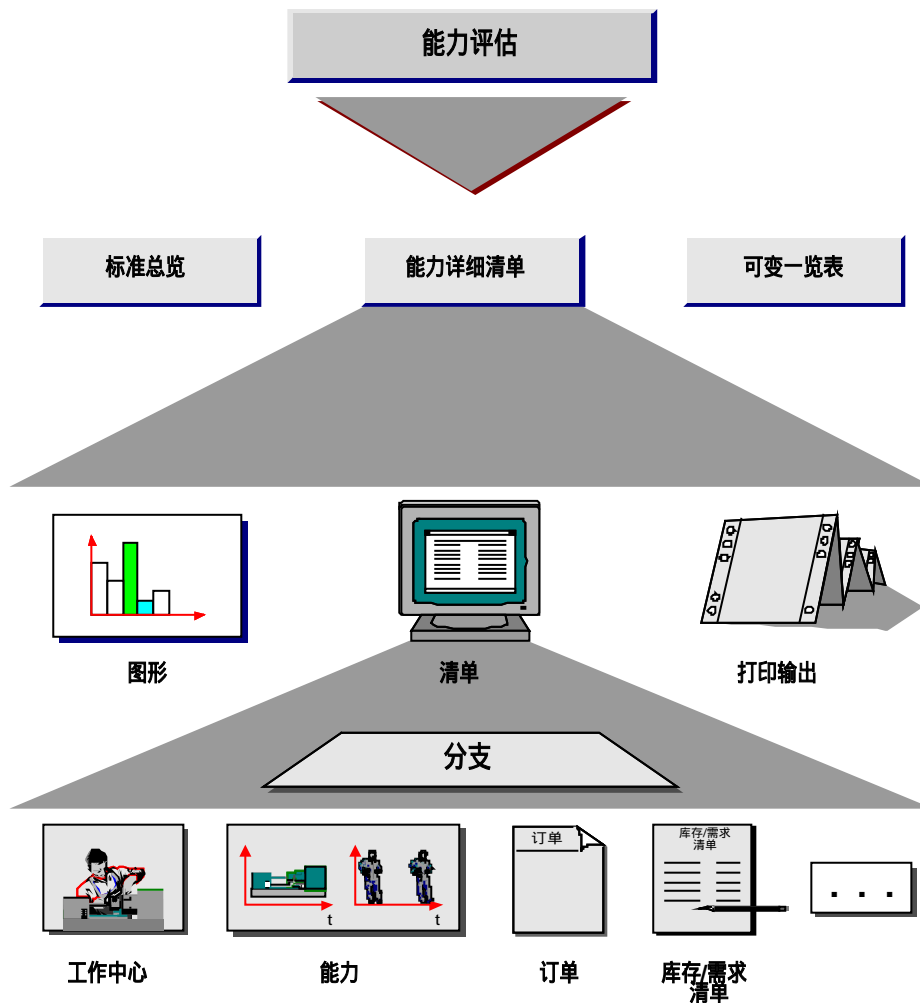 能力评估
标准总览
能力详细清单
可变一览表
图形
清单
打印输出
分支
订单
库存/需求
清单
t
t
. . .
工作中心
能力
订单
库存/需求
清单